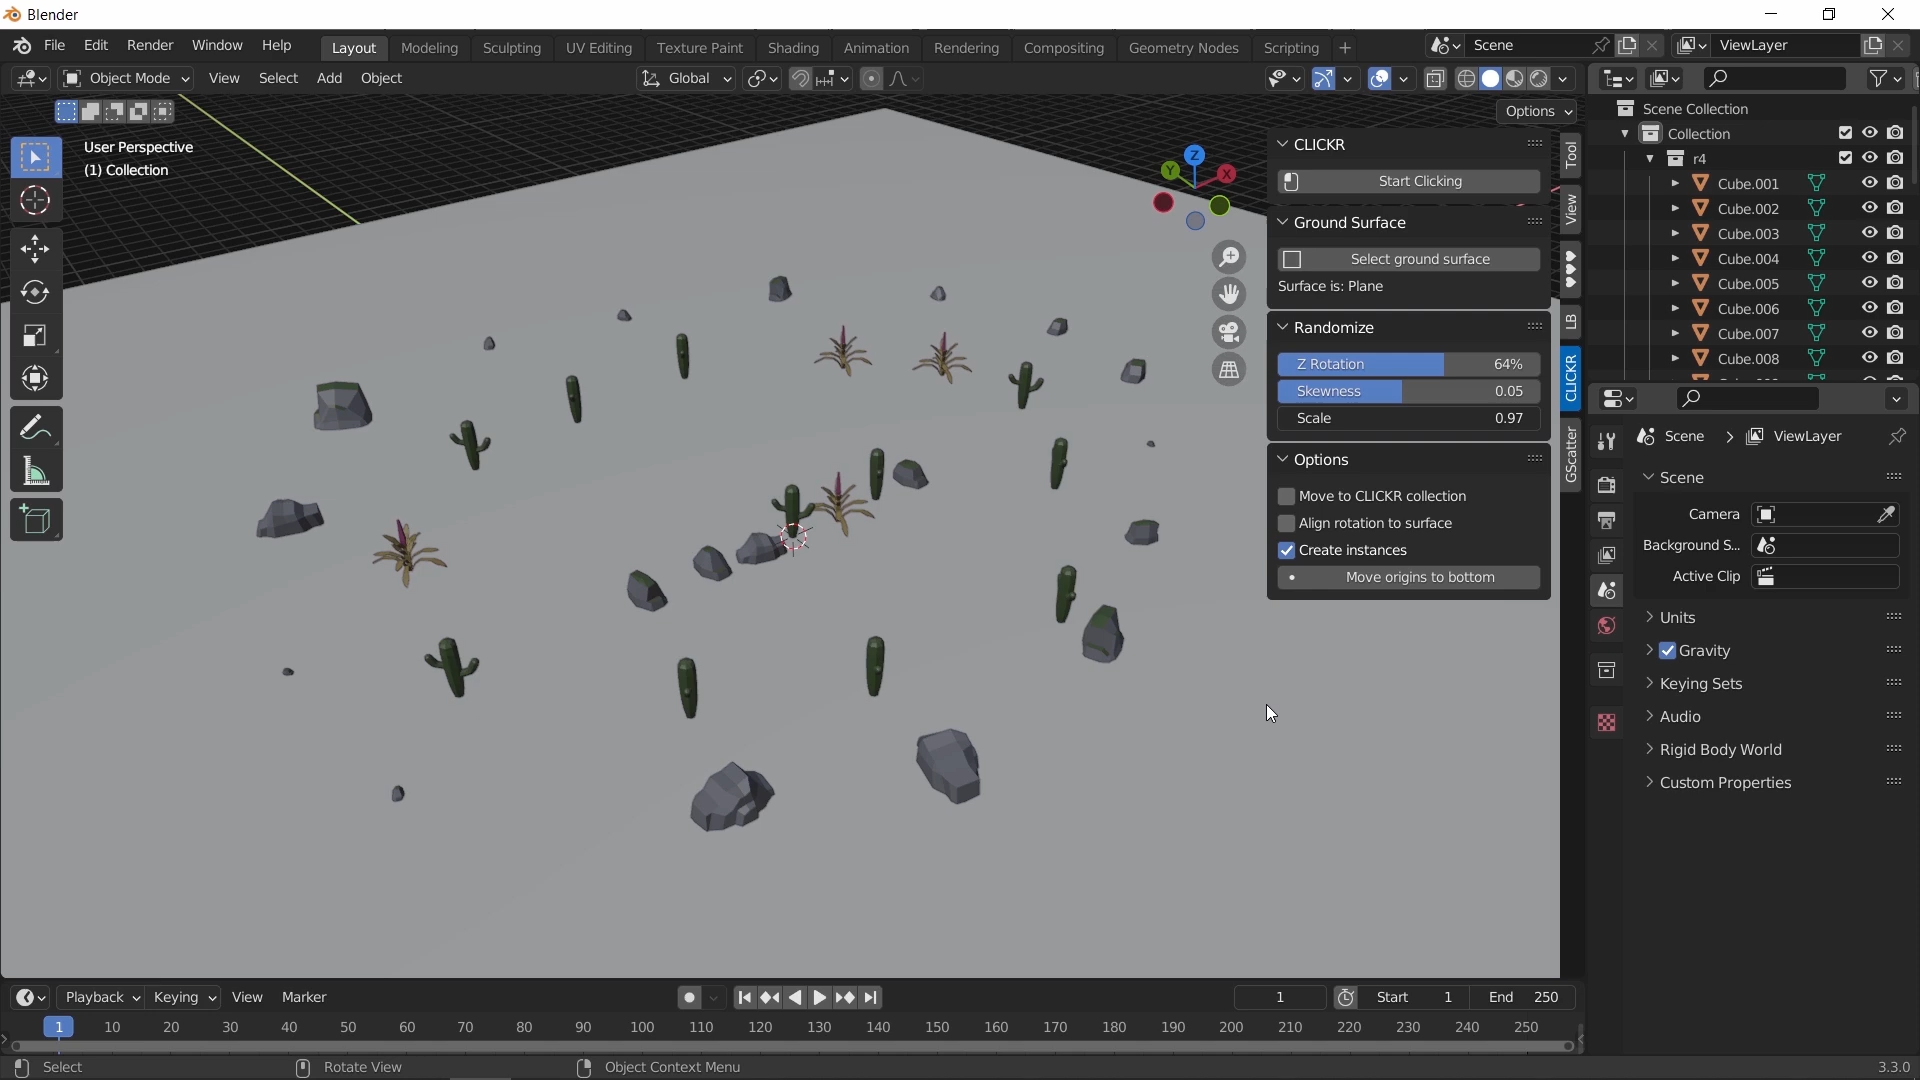 Blender
File Edit Render Window Help Layout Modeling Sculpting UV Editing Texture Paint Shading Animation Rendering Compositing Geometry Nodes Scripting + Scene ViewLayer
Object Mode View Select Add Object Global
Options
User Perspective
(1) Collection
Z
Y
X
CLICKR
Start Clicking
Ground Surface
Select ground surface
Surface is: Plane
Randomize
Z Rotation 64%
Skewness 0.05
Scale 0.97
Options
Move to CLICKR collection
Align rotation to surface
Create instances
Move origins to bottom
Tool
View
♥♥♥
LB
CLICKR
GScatter
Scene Collection
Collection
r4
Cube.001
Cube.002
Cube.003
Cube.004
Cube.005
Cube.006
Cube.007
Cube.008
Scene > ViewLayer
Scene
Camera
Background S...
Active Clip
Units
Gravity
Keying Sets
Audio
Rigid Body World
Custom Properties
Playback Keying View Marker 1 Start 1 End 250
1 10 20 30 40 50 60 70 80 90 100 110 120 130 140 150 160 170 180 190 200 210 220 230 240 250
Select Rotate View Object Context Menu 3.3.0